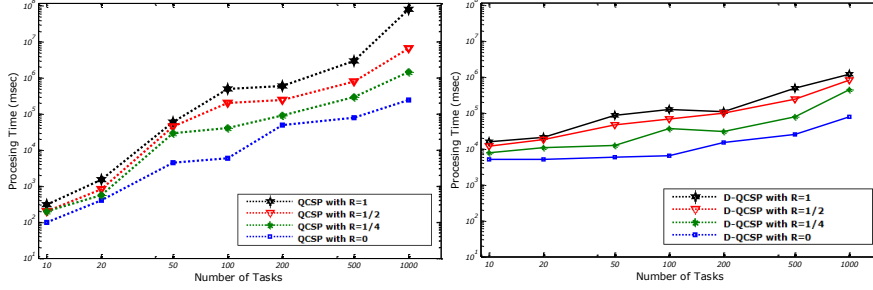 10^8
10^7
10^6
10^5
10^4
10^3
10^2
10^1
Procesing Time (msec)
10 20 50 100 200 500 1000
Number of Tasks
QCSP with R=1
QCSP with R=1/2
QCSP with R=1/4
QCSP with R=0
10^8
10^7
10^6
10^5
10^4
10^3
10^2
10^1
Procesing Time (msec)
10 20 50 100 200 500 1000
Number of Tasks
D-QCSP with R=1
D-QCSP with R=1/2
D-QCSP with R=1/4
D-QCSP with R=0